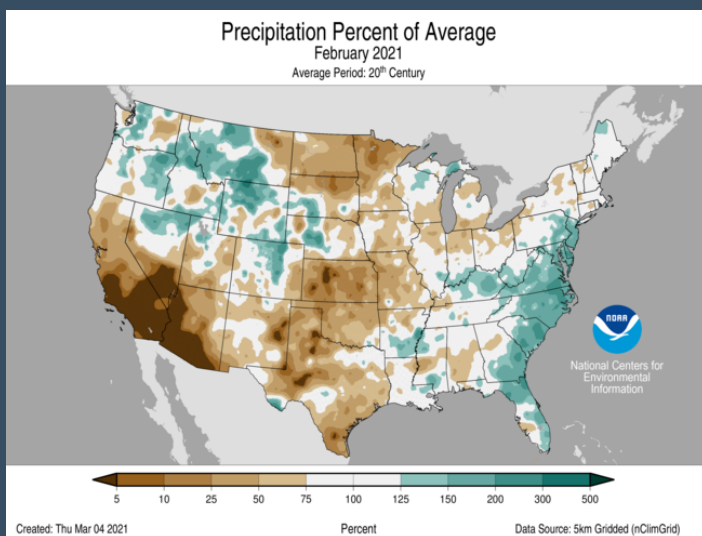 Precipitation Percent of Average
February 2021
Average Period: 20th Century
NOAA
National Centers for
Environmental
Information
5 10 25 50 75 100 125 150 200 300 500
Created: Thu Mar 04 2021 Percent Data Source: 5km Gridded (nClimGrid)